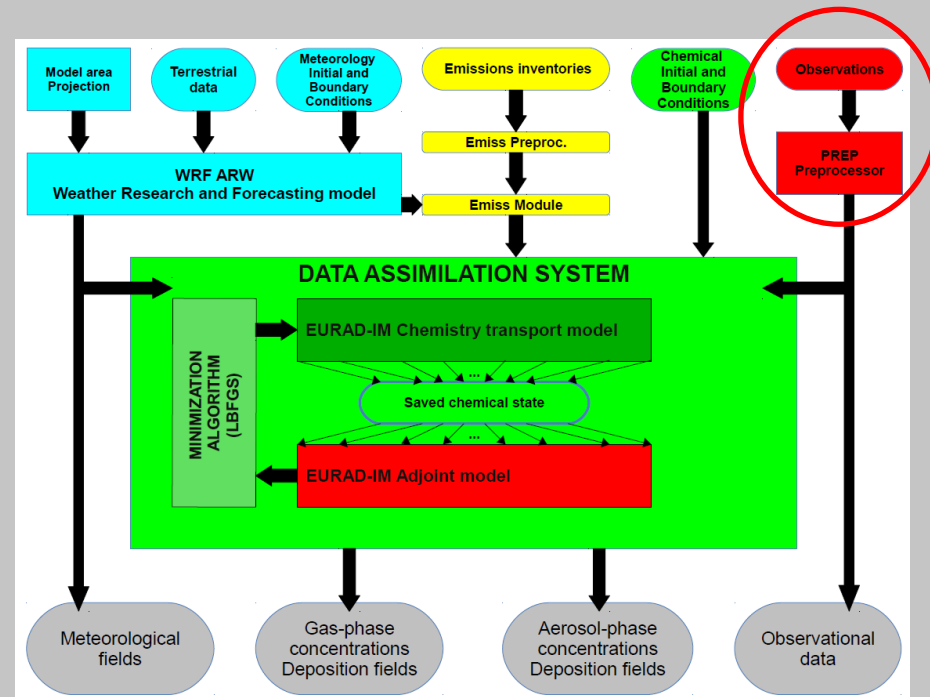 Model area
Projection
Terrestrial
data
Meteorology
Initial and
Boundary
Conditions
Emissions inventories
Chemical
Initial and
Boundary
Conditions
Observations
Emiss Preproc.
PREP
Preprocessor
WRF ARW
Weather Research and Forecasting model
Emiss Module
DATA ASSIMILATION SYSTEM
MINIMIZATION
ALGORITHM
(LBFGS)
EURAD-IM Chemistry transport model
...
Saved chemical state
...
EURAD-IM Adjoint model
Meteorological
fields
Gas-phase
concentrations
Deposition fields
Aerosol-phase
concentrations
Deposition fields
Observational
data